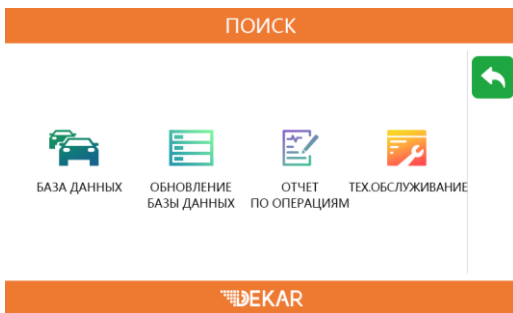 ПОИСК
БАЗА ДАННЫХ
ОБНОВЛЕНИЕ
БАЗЫ ДАННЫХ
ОТЧЕТ
ПО ОПЕРАЦИЯМ
ТЕХ.ОБСЛУЖИВАНИЕ
DEKAR